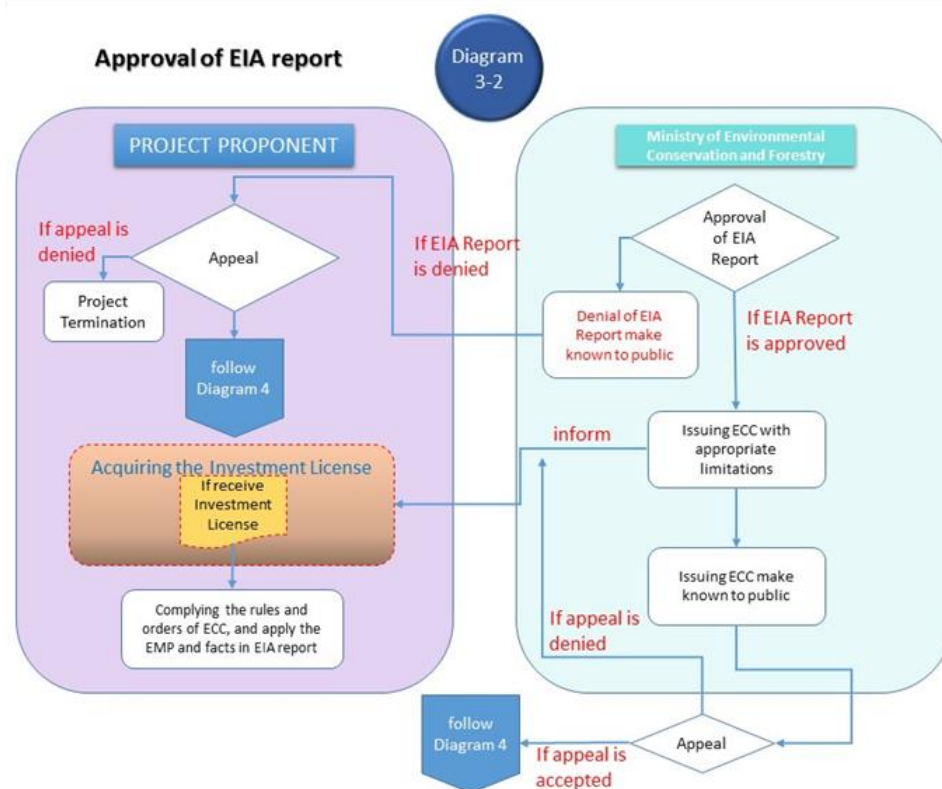 Approval of EIA report
Diagram
3-2
PROJECT PROPONENT
If appeal is
denied
Appeal
Project
Termination
follow
Diagram 4
Acquiring the Investment License
If receive
Investment
License
Complying the rules and
orders of ECC, and apply the
EMP and facts in EIA report
If EIA Report
is denied
Ministry of Environmental
Conservation and Forestry
Approval
of EIA
Report
Denial of EIA
Report make
known to public
If EIA Report
is approved
inform
Issuing ECC with
appropriate
limitations
Issuing ECC make
known to public
If appeal is
denied
Appeal
If appeal is
accepted
follow
Diagram 4